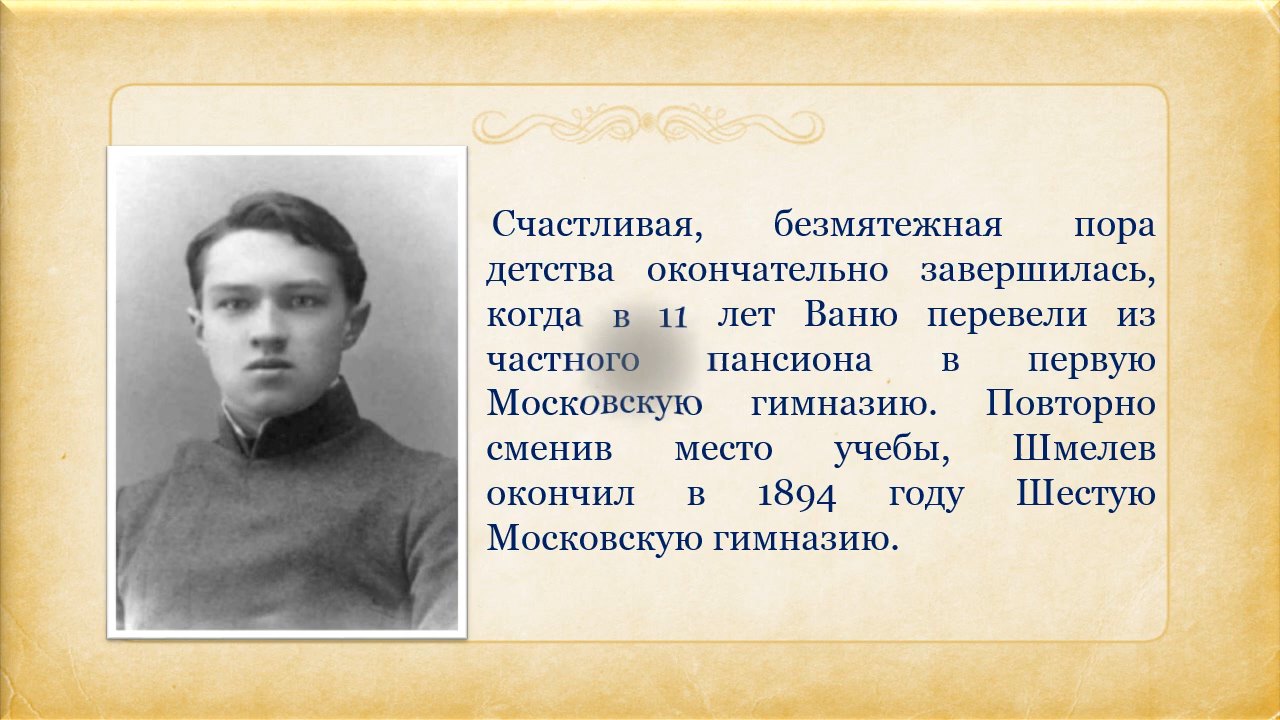 Счастливая, безмятежная пора
детства окончательно завершилась,
когда в 11 лет Ваню перевели из
частного пансиона в первую
Московскую гимназию. Повторно
сменив место учебы, Шмелев
окончил в 1894 году Шестую
Московскую гимназию.